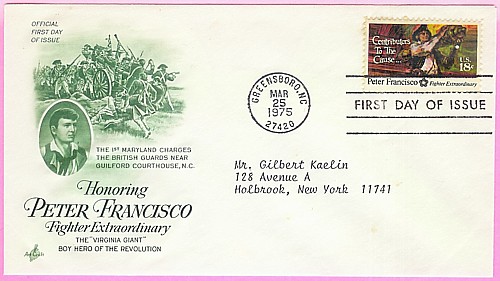 OFFICIAL
FIRST DAY
OF ISSUE
THE 1ST MARYLAND CHARGES
THE BRITISH GUARDS NEAR
GUILFORD COURTHOUSE, N.C.
Honoring
PETER FRANCISCO
Fighter Extraordinary
THE "VIRGINIA GIANT"
BOY HERO OF THE REVOLUTION
ArtCraft
GREENSBORO, NC
MAR
25
1975
27420
Contributors
To The
Cause...
U.S.
18c
Peter Francisco Fighter Extraordinary
FIRST DAY OF ISSUE
Mr. Gilbert Kaelin
128 Avenue A
Holbrook, New York 11741